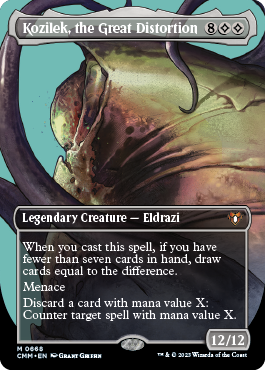 Kozilek, the Great Distortion 8
Legendary Creature — Eldrazi
When you cast this spell, if you have
fewer than seven cards in hand, draw
cards equal to the difference.
Menace
Discard a card with mana value X:
Counter target spell with mana value X.
12/12
M 0668
CMM • EN Grant Griffin
™ & © 2023 Wizards of the Coast